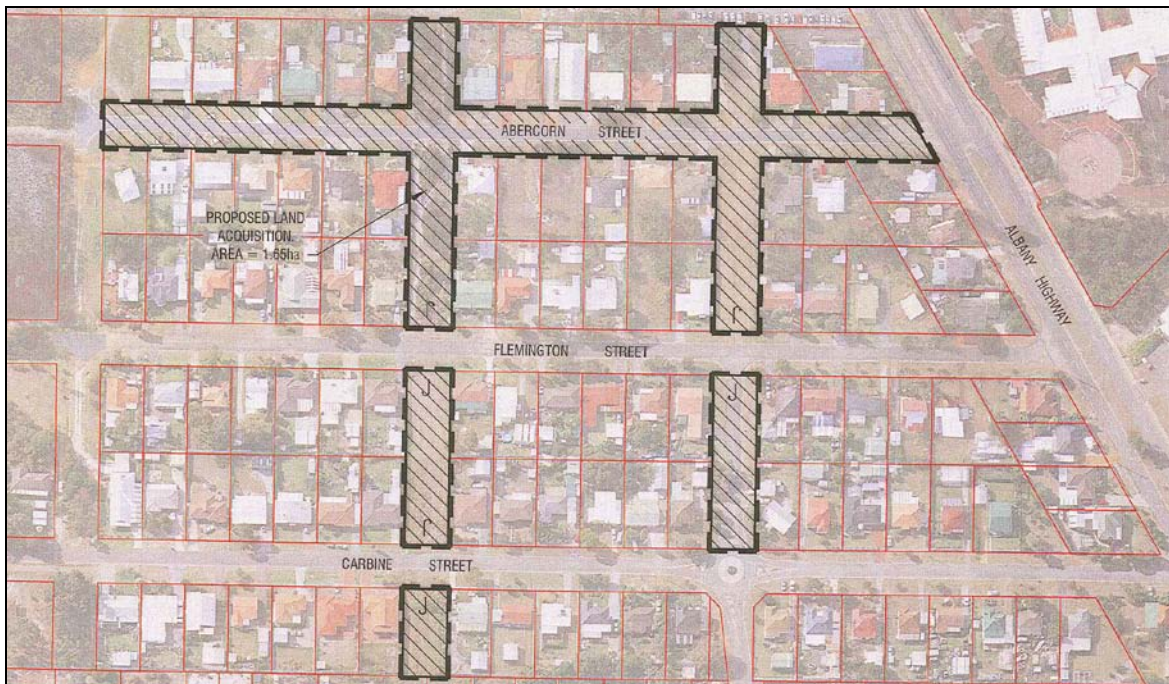 ABERCORN STREET
PROPOSED LAND
ACQUISITION.
AREA = 1.65ha
ALBANY HIGHWAY
FLEMINGTON STREET
CARBINE STREET